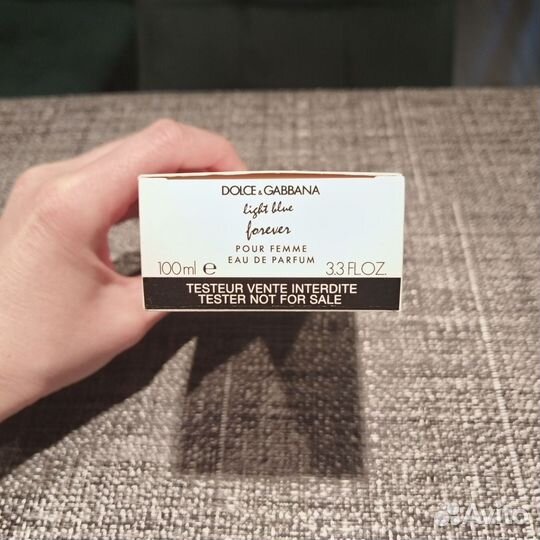 DOLCE & GABBANA
light blue
forever
POUR FEMME
EAU DE PARFUM
100ml e 3.3 FL.OZ.
TESTEUR VENTE INTERDITE
TESTER NOT FOR SALE
Avito